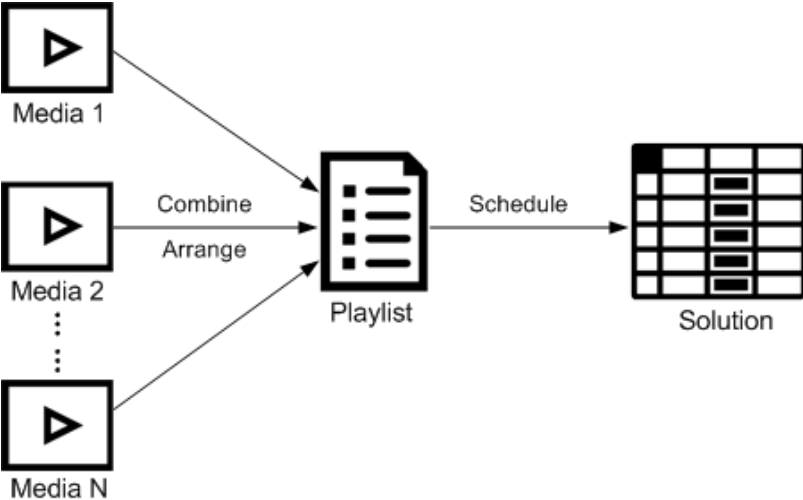 Media 1
Combine
Arrange
Media 2
Media N
Playlist
Schedule
Solution